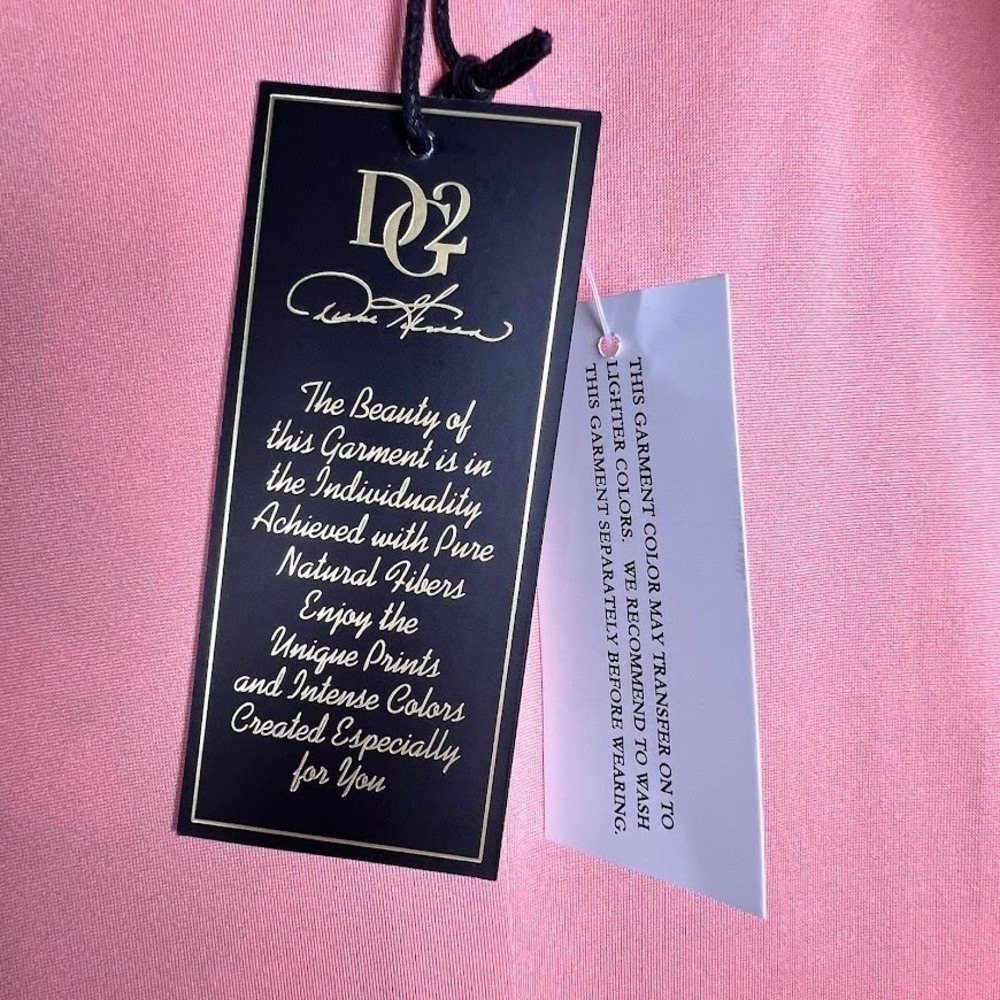 DG2
The Beauty of
this Garment is in
the Individuality
Achieved with Pure
Natural Fibers
Enjoy the
Unique Prints
and Intense Colors
Created Especially
for You
THIS GARMENT COLOR MAY TRANSFER ON TO
LIGHTER COLORS. WE RECOMMEND TO WASH
THIS GARMENT SEPARATELY BEFORE WEARING.